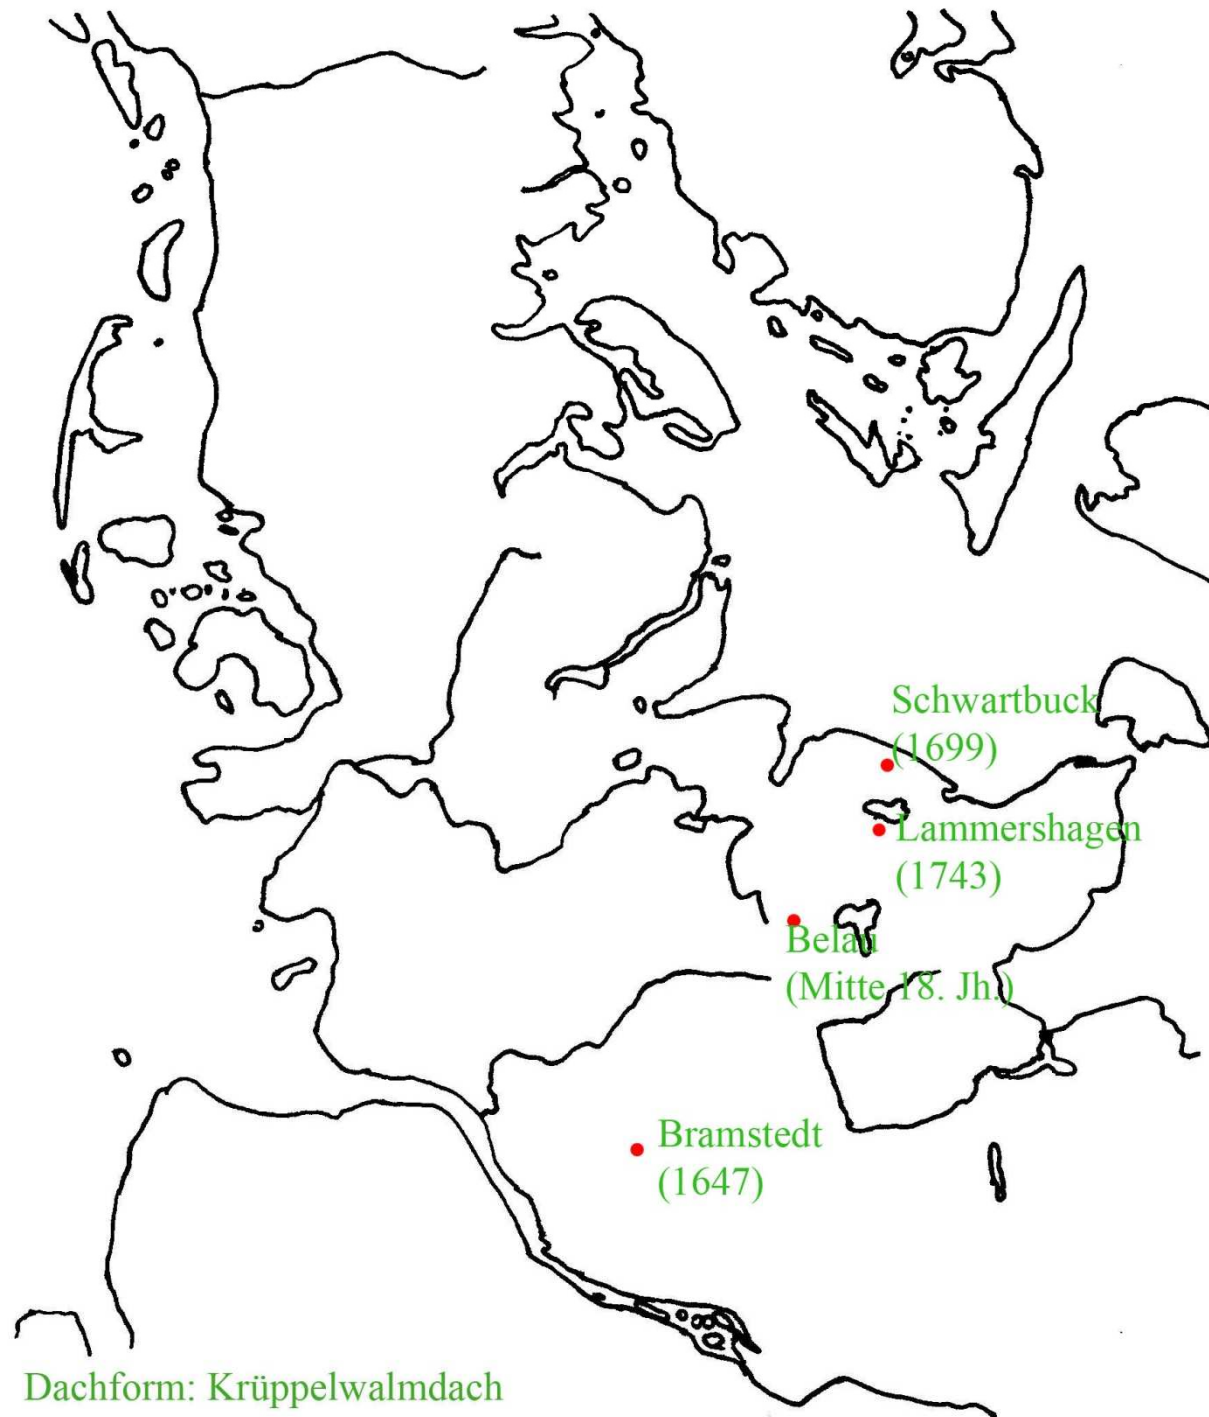 Schwartbuck
(1699)
Lammershagen
(1743)
Belau
(Mitte 18. Jh.)
Bramstedt
(1647)
Dachform: Krüppelwalmdach